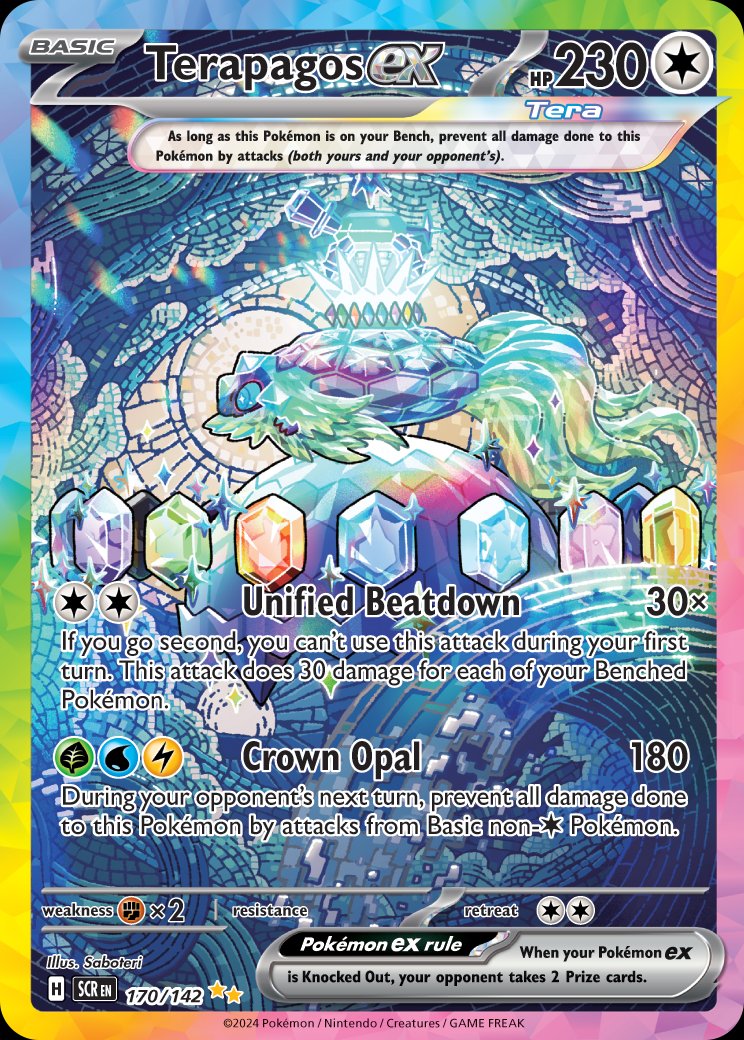 BASIC
Terapagos ex
HP 230
Tera
As long as this Pokémon is on your Bench, prevent all damage done to this
Pokémon by attacks (both yours and your opponent's).
Unified Beatdown 30×
If you go second, you can't use this attack during your first
turn. This attack does 30 damage for each of your Benched
Pokémon.
Crown Opal 180
During your opponent's next turn, prevent all damage done
to this Pokémon by attacks from Basic non- Pokémon.
weakness ×2 resistance retreat
Illus. Saboteri
Pokémon ex rule
When your Pokémon ex
is Knocked Out, your opponent takes 2 Prize cards.
H SCR EN 170/142
©2024 Pokémon / Nintendo / Creatures / GAME FREAK